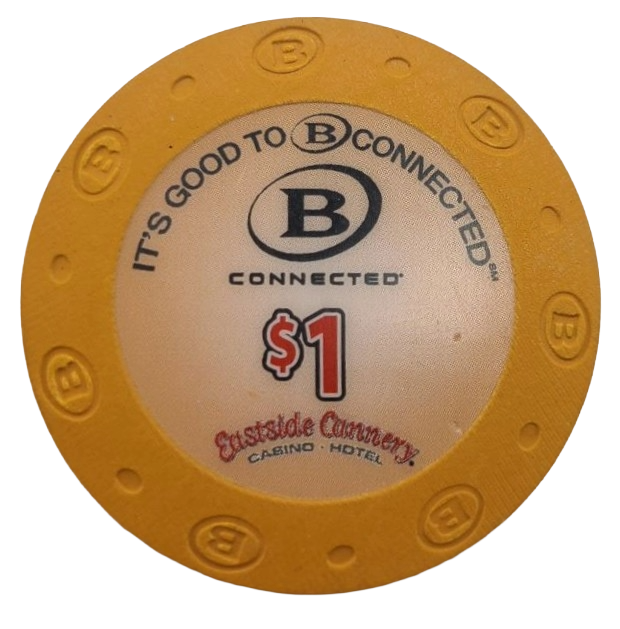 IT'S GOOD TO B CONNECTED℠
B
CONNECTED
$1
Eastside Cannery
CASINO · HOTEL
B
B
B
B
B
B
B